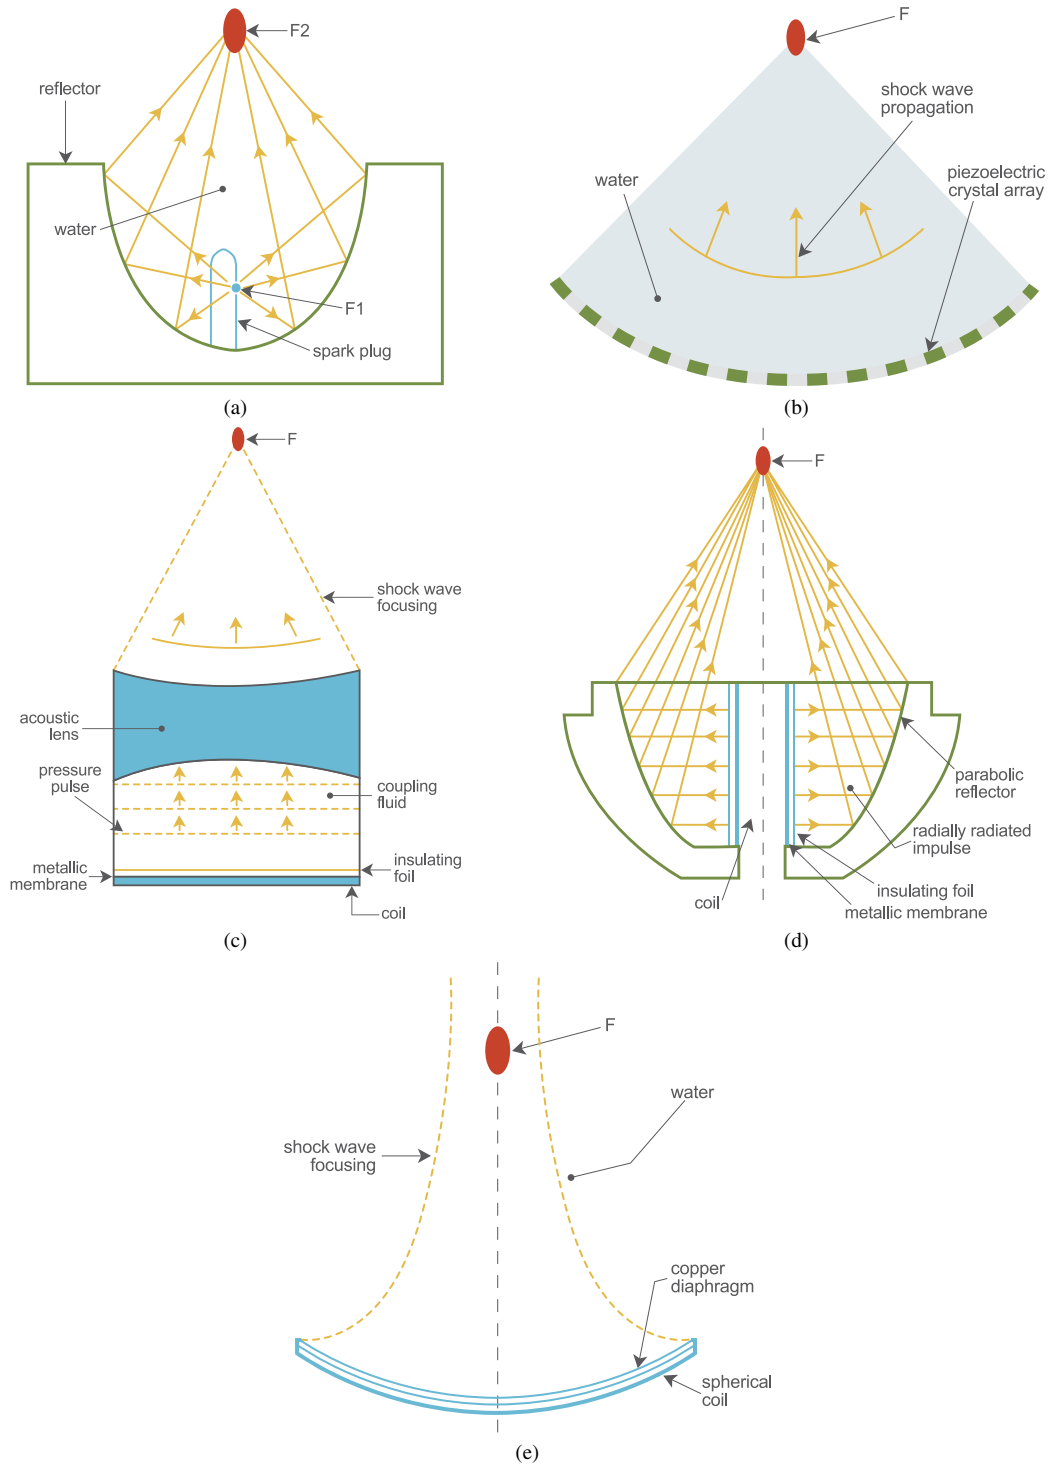 F2
reflector
water
F1
spark plug
(a)
F
shock wave
propagation
water
piezoelectric
crystal array
(b)
F
shock wave
focusing
acoustic
lens
pressure
pulse
coupling
fluid
metallic
membrane
insulating
foil
coil
(c)
F
parabolic
reflector
radially radiated
impulse
insulating foil
coil
metallic membrane
(d)
F
water
shock wave
focusing
copper
diaphragm
spherical
coil
(e)